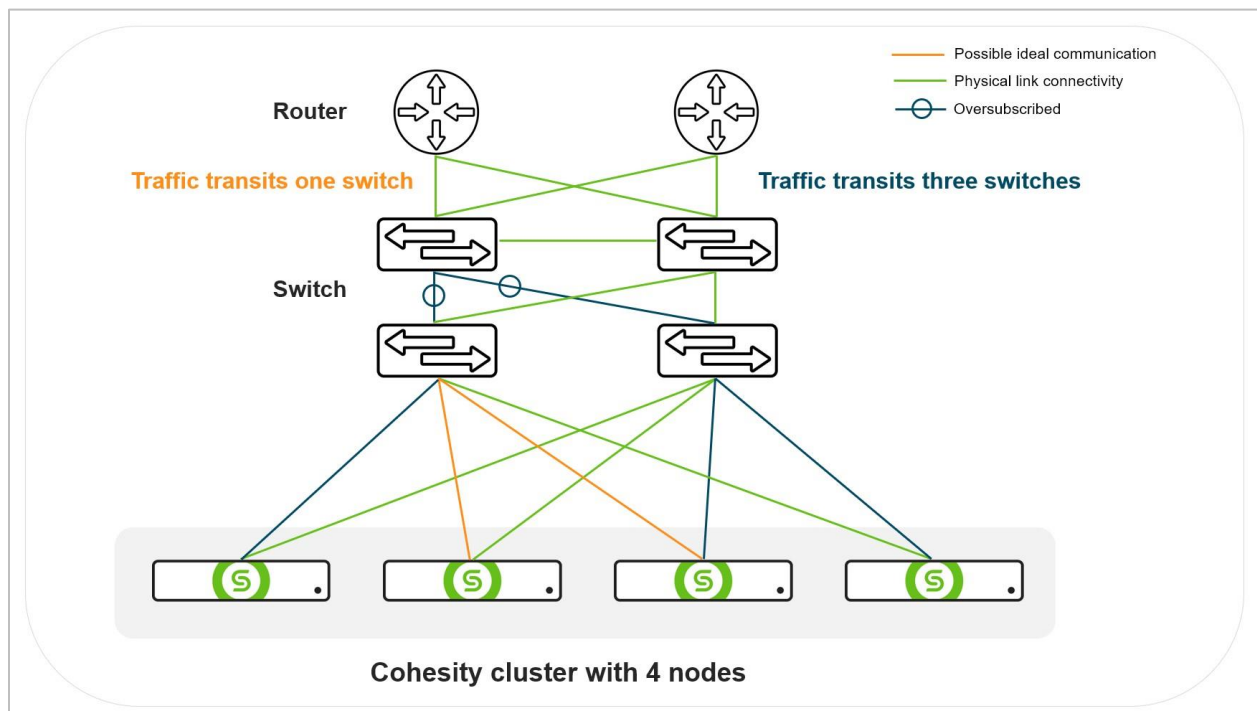 Possible ideal communication
Physical link connectivity
Oversubscribed
Router
Traffic transits one switch
Traffic transits three switches
Switch
Cohesity cluster with 4 nodes